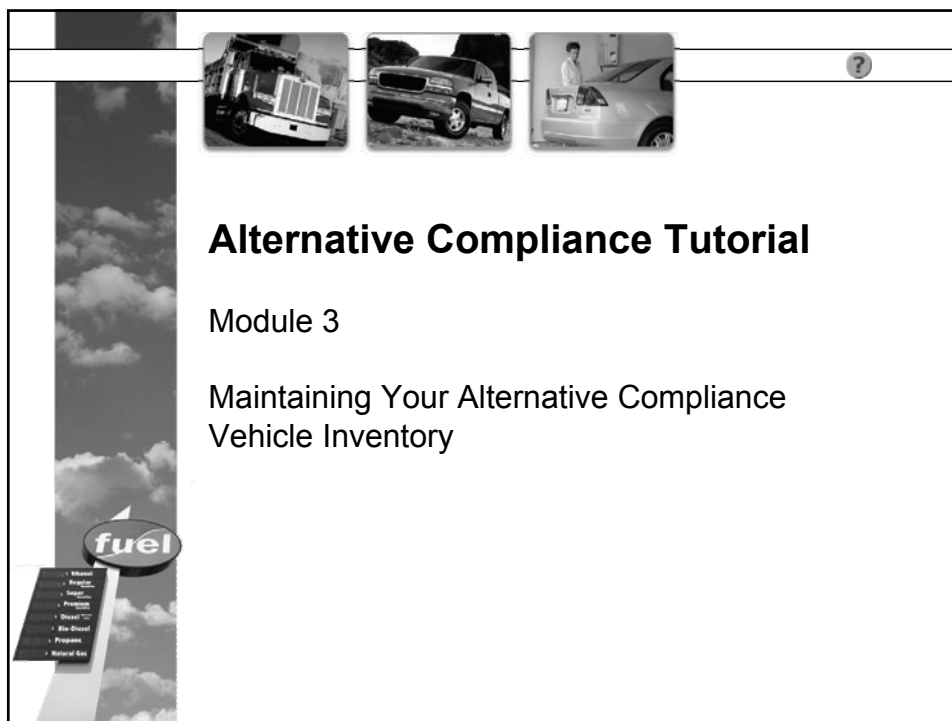 ?
Alternative Compliance Tutorial
Module 3
Maintaining Your Alternative Compliance
Vehicle Inventory
fuel
Ethanol
Regular
Super
Premium
Diesel
Bio-Diesel
Propane
Natural Gas